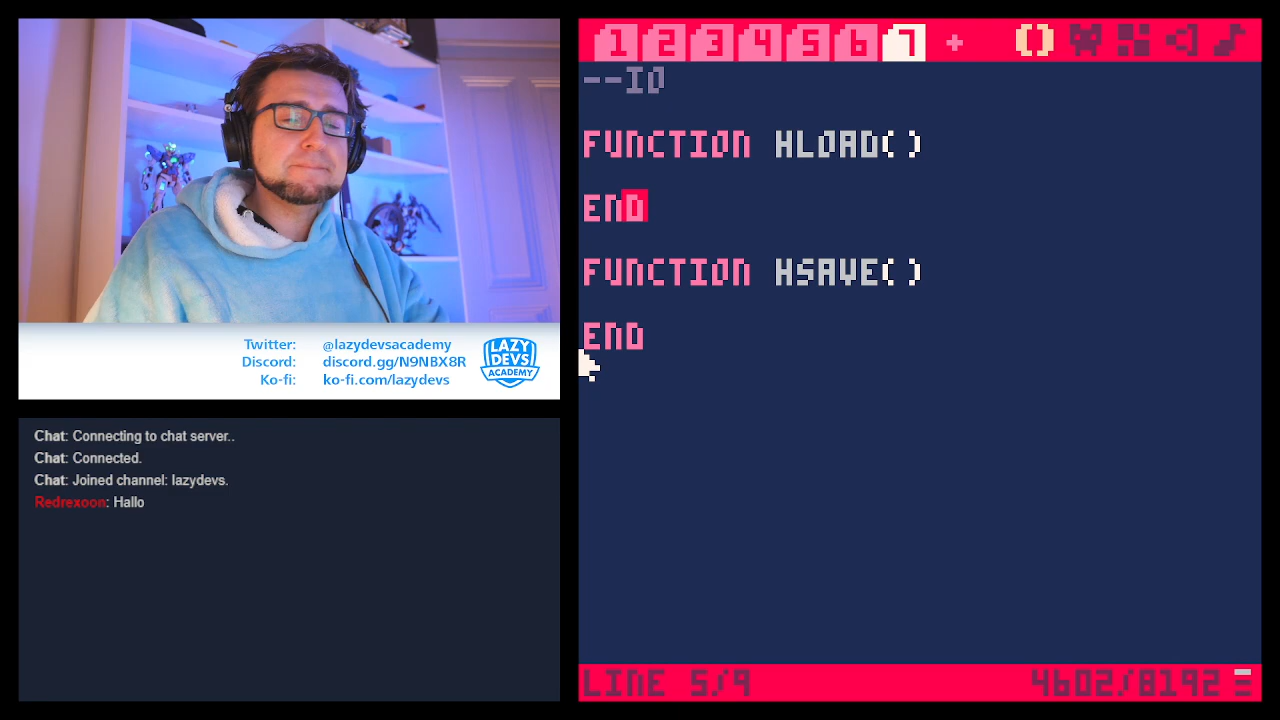 Twitter: @lazydevsacademy
Discord: discord.gg/N9NBX8R
Ko-fi: ko-fi.com/lazydevs
LAZY DEVS ACADEMY
Chat: Connecting to chat server..
Chat: Connected.
Chat: Joined channel: lazydevs.
Redrexoon: Hallo
1 2 3 4 5 6 7 + ()
--IO
FUNCTION HLOAD()
END
FUNCTION HSAVE()
END
LINE 5/9 4602/8192